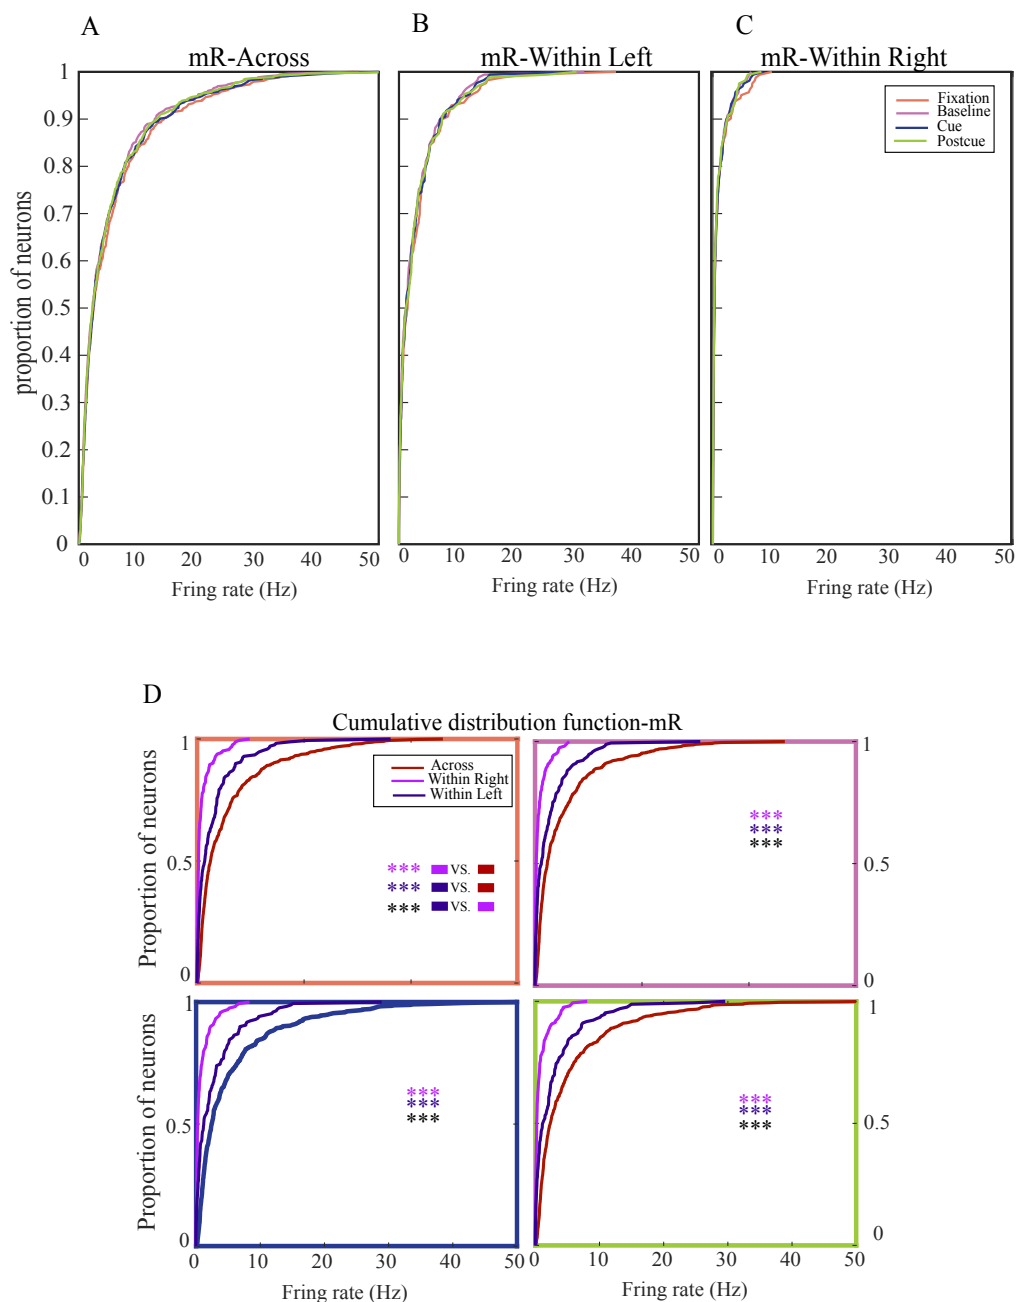 A
B
C
mR-Across
mR-Within Left
mR-Within Right
proportion of neurons
1
0.9
0.8
0.7
0.6
0.5
0.4
0.3
0.2
0.1
0
Fixation
Baseline
Cue
Postcue
0 10 20 30 40 50
0 10 20 30 40 50
0 10 20 30 40 50
Fring rate (Hz)
Fring rate (Hz)
Fring rate (Hz)
D
Cumulative distribution function-mR
Proportion of neurons
1
0.5
0
Across
Within Right
Within Left
*** VS.
*** VS.
*** VS.
***
***
***
1
0.5
0
Proportion of neurons
1
0.5
0
***
***
***
***
***
***
1
0.5
0
0 10 20 30 40 50
0 10 20 30 40 50
Firing rate (Hz)
Firing rate (Hz)